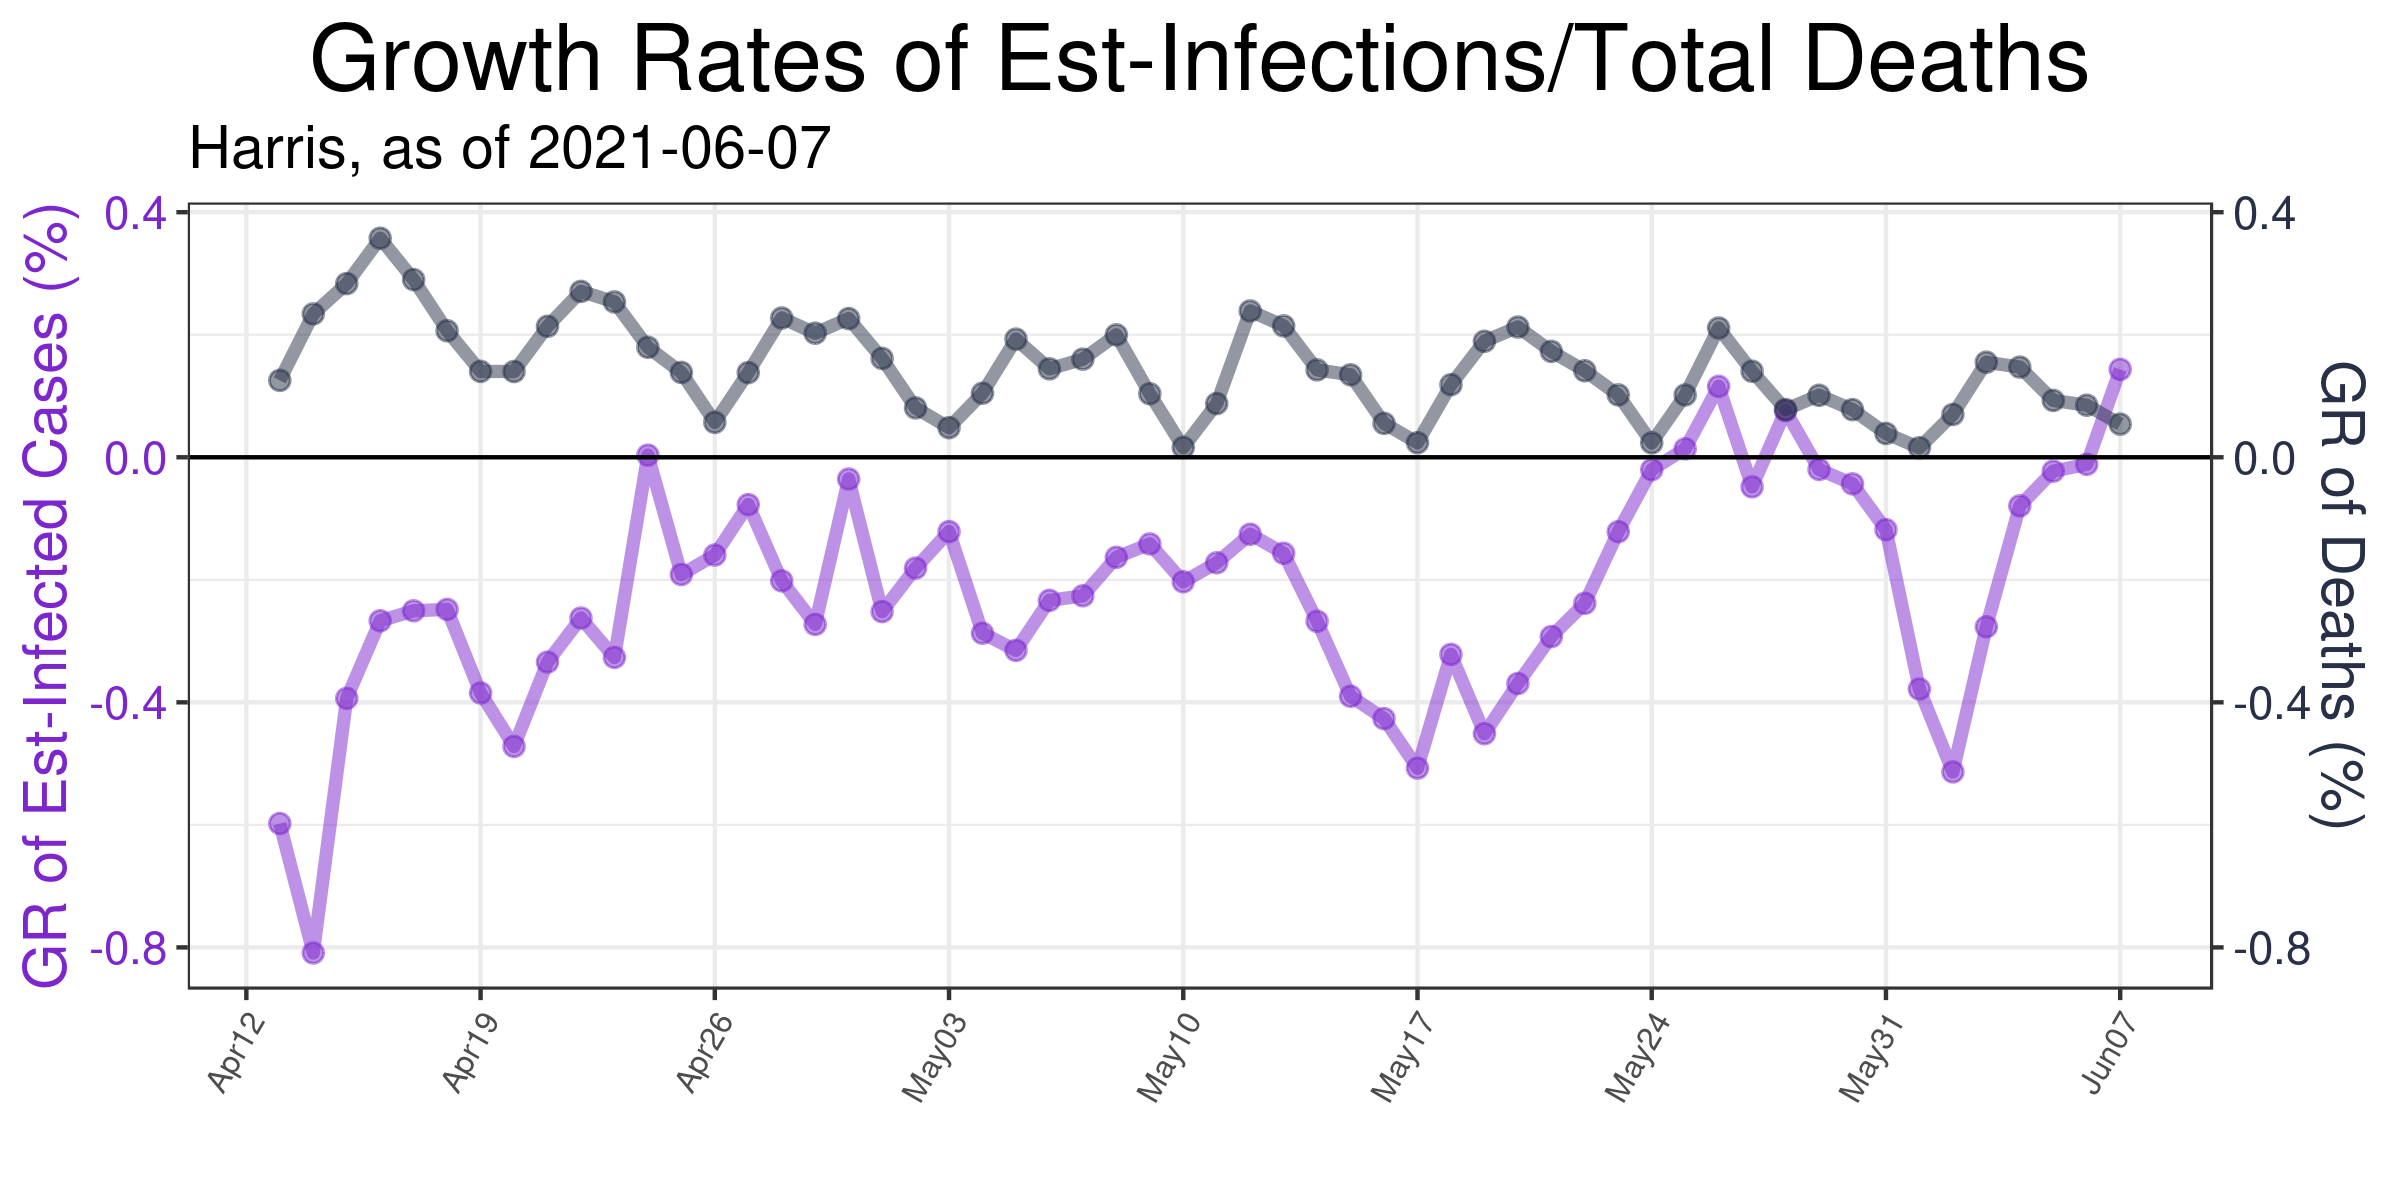 Growth Rates of Est-Infections/Total Deaths
Harris, as of 2021-06-07
GR of Est-Infected Cases (%)
0.4
0.0
-0.4
-0.8
0.4
0.0
-0.4
-0.8
GR of Deaths (%)
Apr12
Apr19
Apr26
May03
May10
May17
May24
May31
Jun07